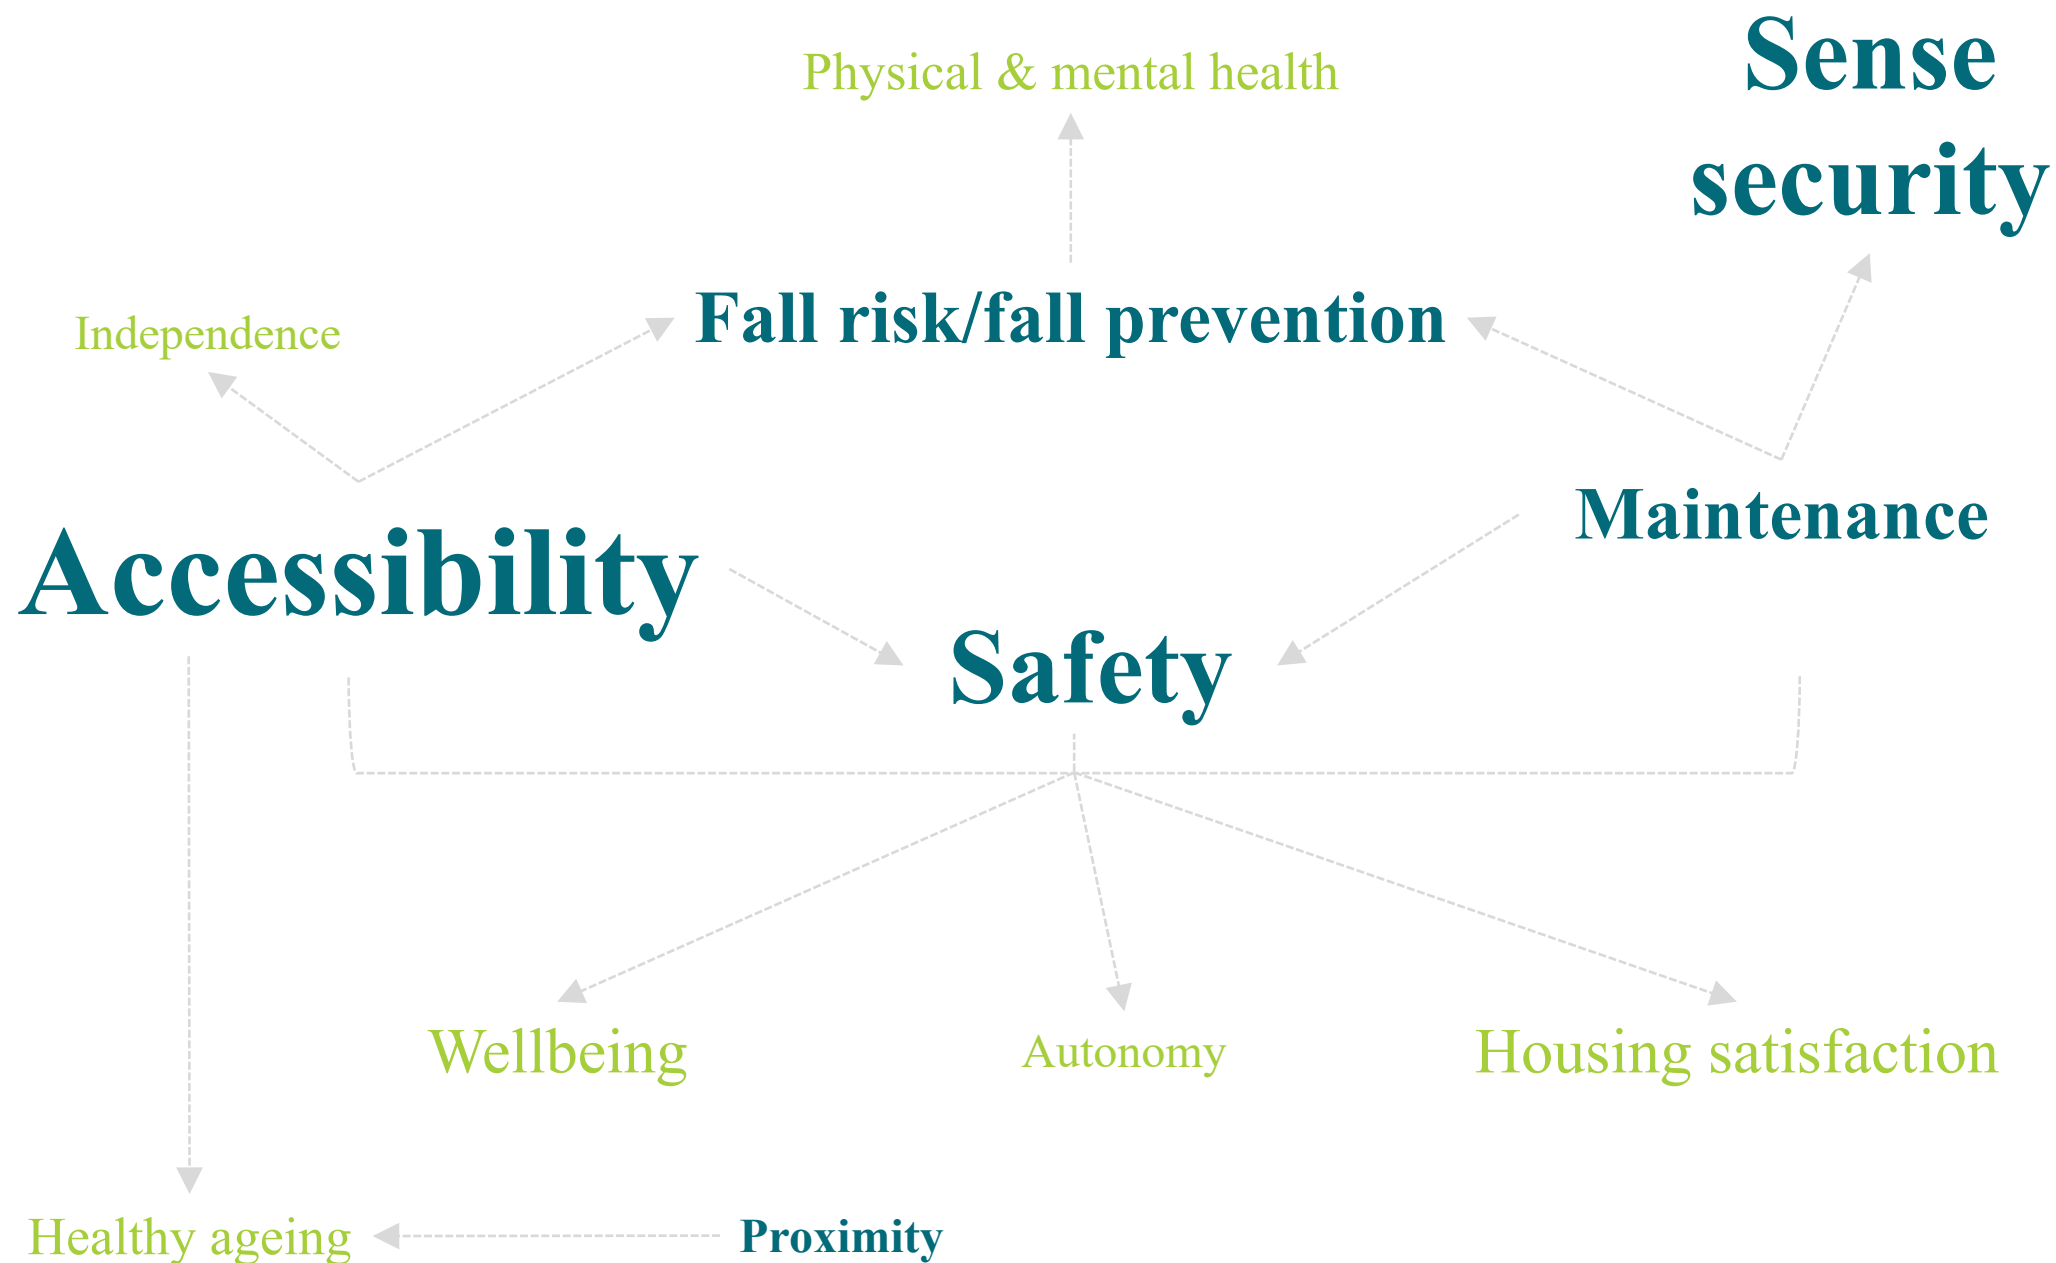 Sense
security
Physical & mental health
Fall risk/fall prevention
Independence
Maintenance
Accessibility
Safety
Wellbeing
Autonomy
Housing satisfaction
Healthy ageing
Proximity